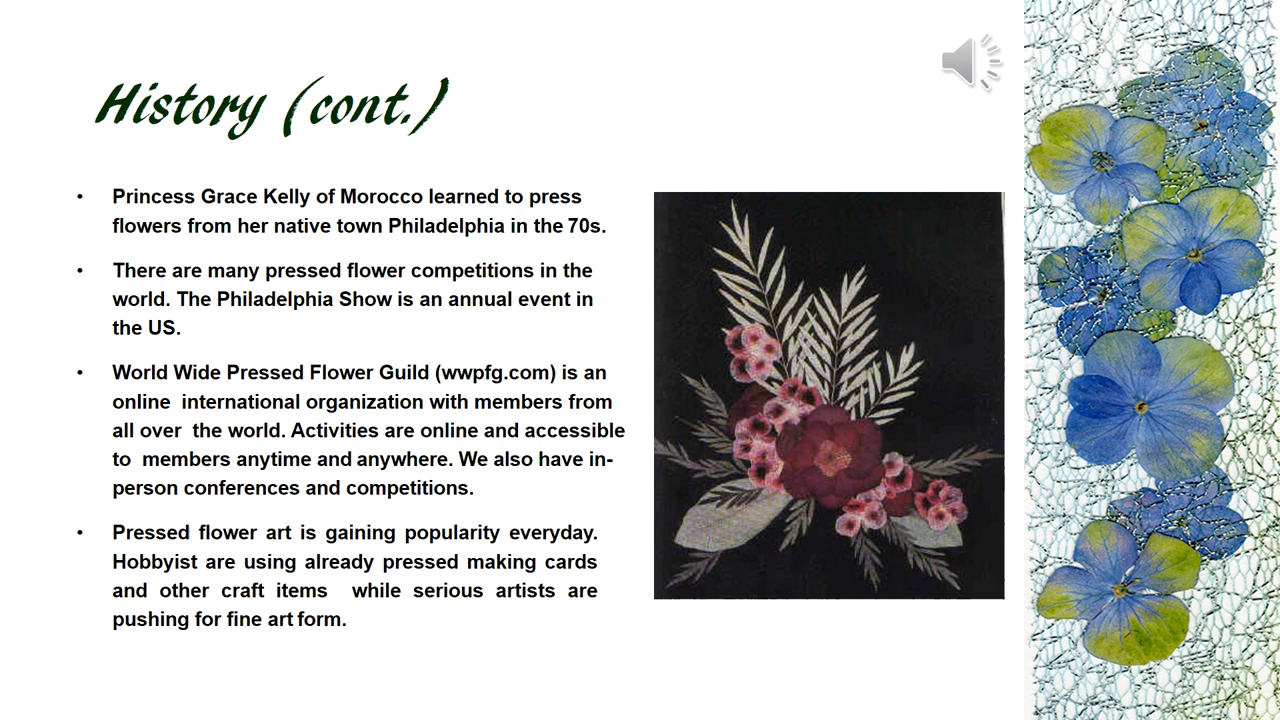 History (cont.)
• Princess Grace Kelly of Morocco learned to press
flowers from her native town Philadelphia in the 70s.
• There are many pressed flower competitions in the
world. The Philadelphia Show is an annual event in
the US.
• World Wide Pressed Flower Guild (wwpfg.com) is an
online international organization with members from
all over the world. Activities are online and accessible
to members anytime and anywhere. We also have in-
person conferences and competitions.
• Pressed flower art is gaining popularity everyday.
Hobbyist are using already pressed making cards
and other craft items while serious artists are
pushing for fine art form.